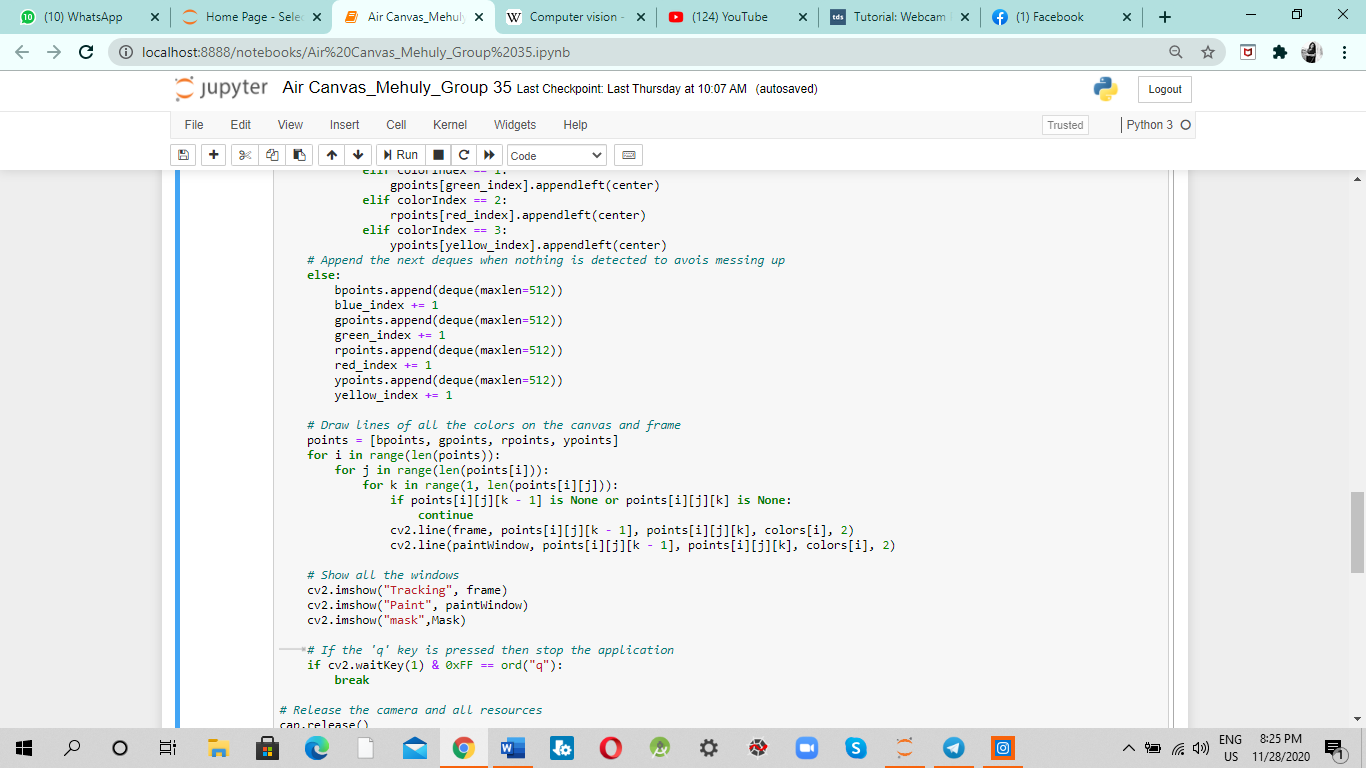 (10) WhatsApp
Home Page - Selec
Air Canvas_Mehuly
Computer vision -
(124) YouTube
tds Tutorial: Webcam
(1) Facebook
localhost:8888/notebooks/Air%20Canvas_Mehuly_Group%2035.ipynb
jupyter Air Canvas_Mehuly_Group 35 Last Checkpoint: Last Thursday at 10:07 AM (autosaved)
Logout
File Edit View Insert Cell Kernel Widgets Help
Trusted
Python 3
Run
Code
elif colorIndex == 1:
gpoints[green_index].appendleft(center)
elif colorIndex == 2:
rpoints[red_index].appendleft(center)
elif colorIndex == 3:
ypoints[yellow_index].appendleft(center)
# Append the next deques when nothing is detected to avois messing up
else:
bpoints.append(deque(maxlen=512))
blue_index += 1
gpoints.append(deque(maxlen=512))
green_index += 1
rpoints.append(deque(maxlen=512))
red_index += 1
ypoints.append(deque(maxlen=512))
yellow_index += 1
# Draw lines of all the colors on the canvas and frame
points = [bpoints, gpoints, rpoints, ypoints]
for i in range(len(points)):
for j in range(len(points[i])):
for k in range(1, len(points[i][j])):
if points[i][j][k - 1] is None or points[i][j][k] is None:
continue
cv2.line(frame, points[i][j][k - 1], points[i][j][k], colors[i], 2)
cv2.line(paintWindow, points[i][j][k - 1], points[i][j][k], colors[i], 2)
# Show all the windows
cv2.imshow("Tracking", frame)
cv2.imshow("Paint", paintWindow)
cv2.imshow("mask",Mask)
# If the 'q' key is pressed then stop the application
if cv2.waitKey(1) & 0xFF == ord("q"):
break
# Release the camera and all resources
cap.release()
ENG
US
8:25 PM
11/28/2020
1